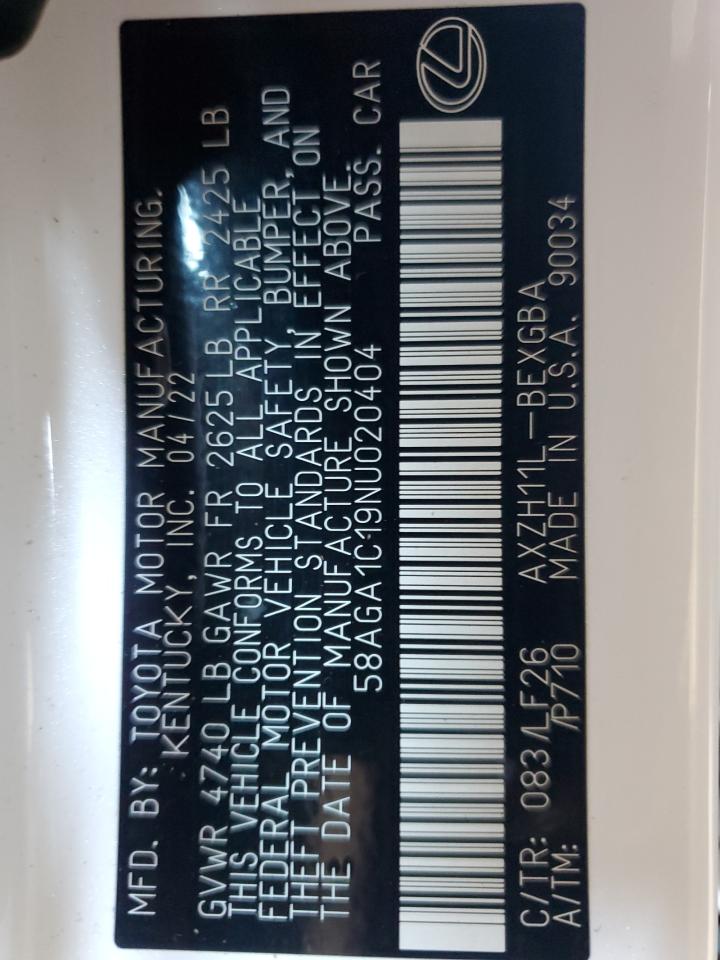 MFD. BY: TOYOTA MOTOR MANUFACTURING,
KENTUCKY, INC. 04/22
GVWR 4740 LB GAWR FR 2625 LB RR 2425 LB
THIS VEHICLE CONFORMS TO ALL APPLICABLE
FEDERAL MOTOR VEHICLE SAFETY, BUMPER, AND
THEFT PREVENTION STANDARDS IN EFFECT ON
THE DATE OF MANUFACTURE SHOWN ABOVE.
58AGA1C19NU020404 PASS. CAR
C/TR: 083/LF26 AXZH11L-BEXGBA
A/TM: /P710 MADE IN U.S.A. 90034